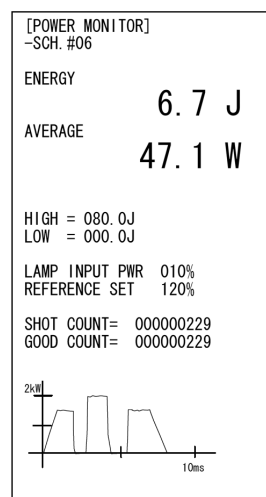 [POWER MONITOR]
-SCH.#06
ENERGY
6.7 J
AVERAGE
47.1 W
HIGH = 080.0J
LOW = 000.0J
LAMP INPUT PWR 010%
REFERENCE SET 120%
SHOT COUNT= 000000229
GOOD COUNT= 000000229
2kW
10ms